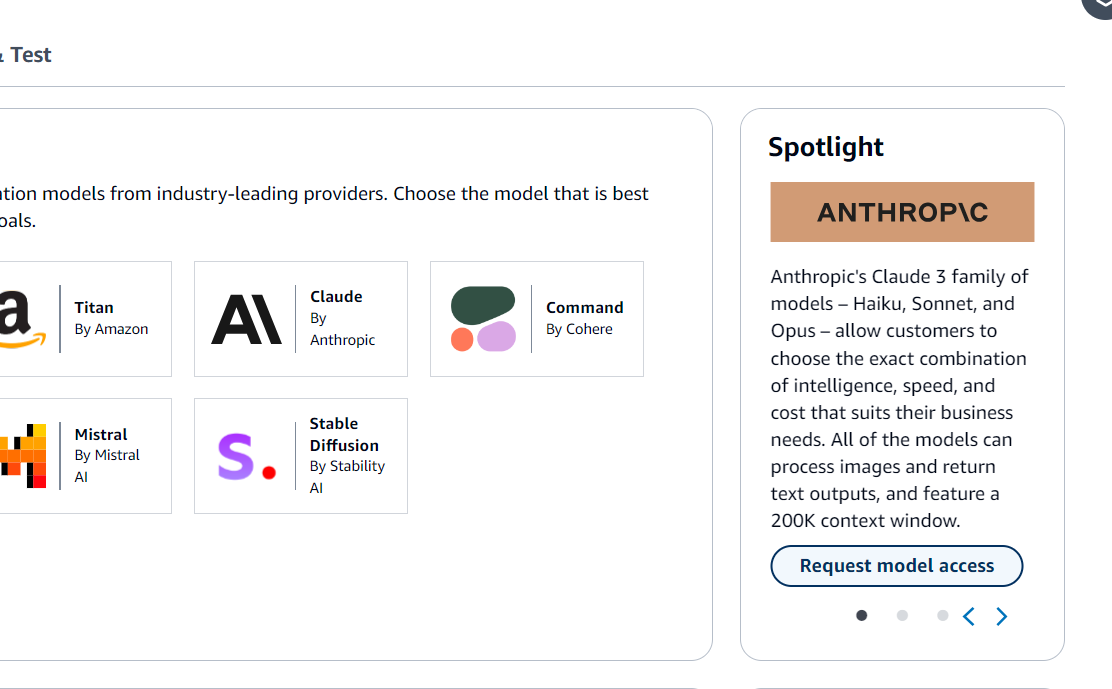 & Test
Spotlight
ation models from industry-leading providers. Choose the model that is best
oals.
Titan
By Amazon
Claude
By
Anthropic
Command
By Cohere
Mistral
By Mistral
AI
Stable
Diffusion
By Stability
AI
ANTHROP\C
Anthropic's Claude 3 family of
models – Haiku, Sonnet, and
Opus – allow customers to
choose the exact combination
of intelligence, speed, and
cost that suits their business
needs. All of the models can
process images and return
text outputs, and feature a
200K context window.
Request model access